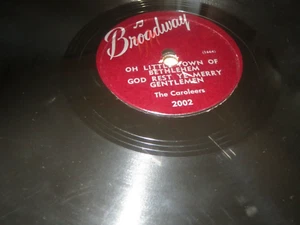 Broadway
OH LITTLE TOWN OF
BETHLEHEM
GOD REST YE MERRY
GENTLEMEN
The Caroleers
2002